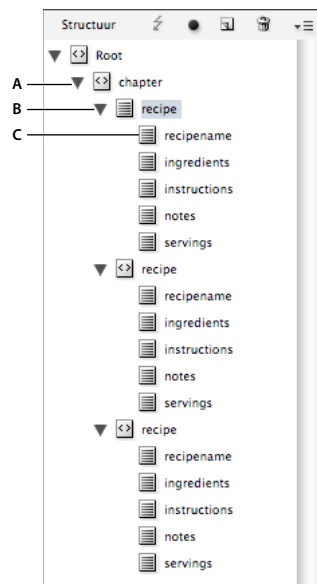 Structuur
Root
A chapter
B recipe
C recipename
ingredients
instructions
notes
servings
recipe
recipename
ingredients
instructions
notes
servings
recipe
recipename
ingredients
instructions
notes
servings